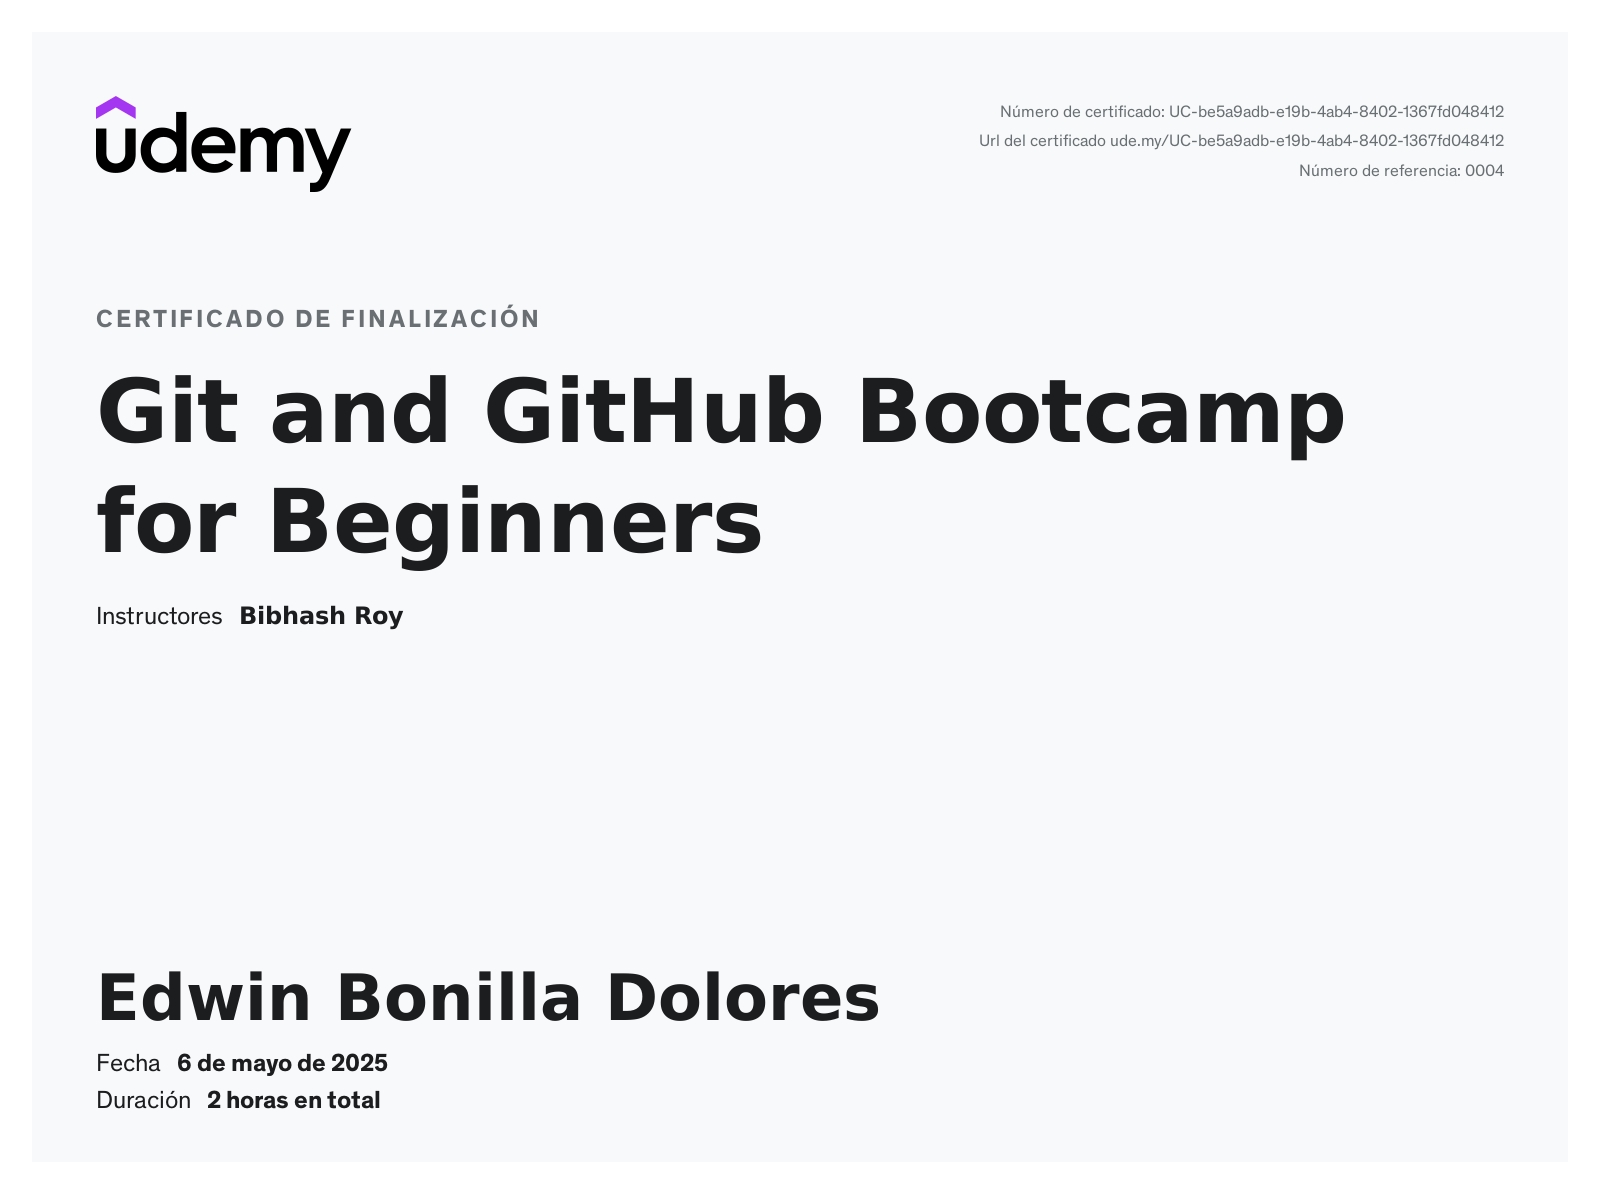 udemy
Número de certificado: UC-be5a9adb-e19b-4ab4-8402-1367fd048412
Url del certificado ude.my/UC-be5a9adb-e19b-4ab4-8402-1367fd048412
Número de referencia: 0004
CERTIFICADO DE FINALIZACIÓN
Git and GitHub Bootcamp
for Beginners
Instructores Bibhash Roy
Edwin Bonilla Dolores
Fecha 6 de mayo de 2025
Duración 2 horas en total